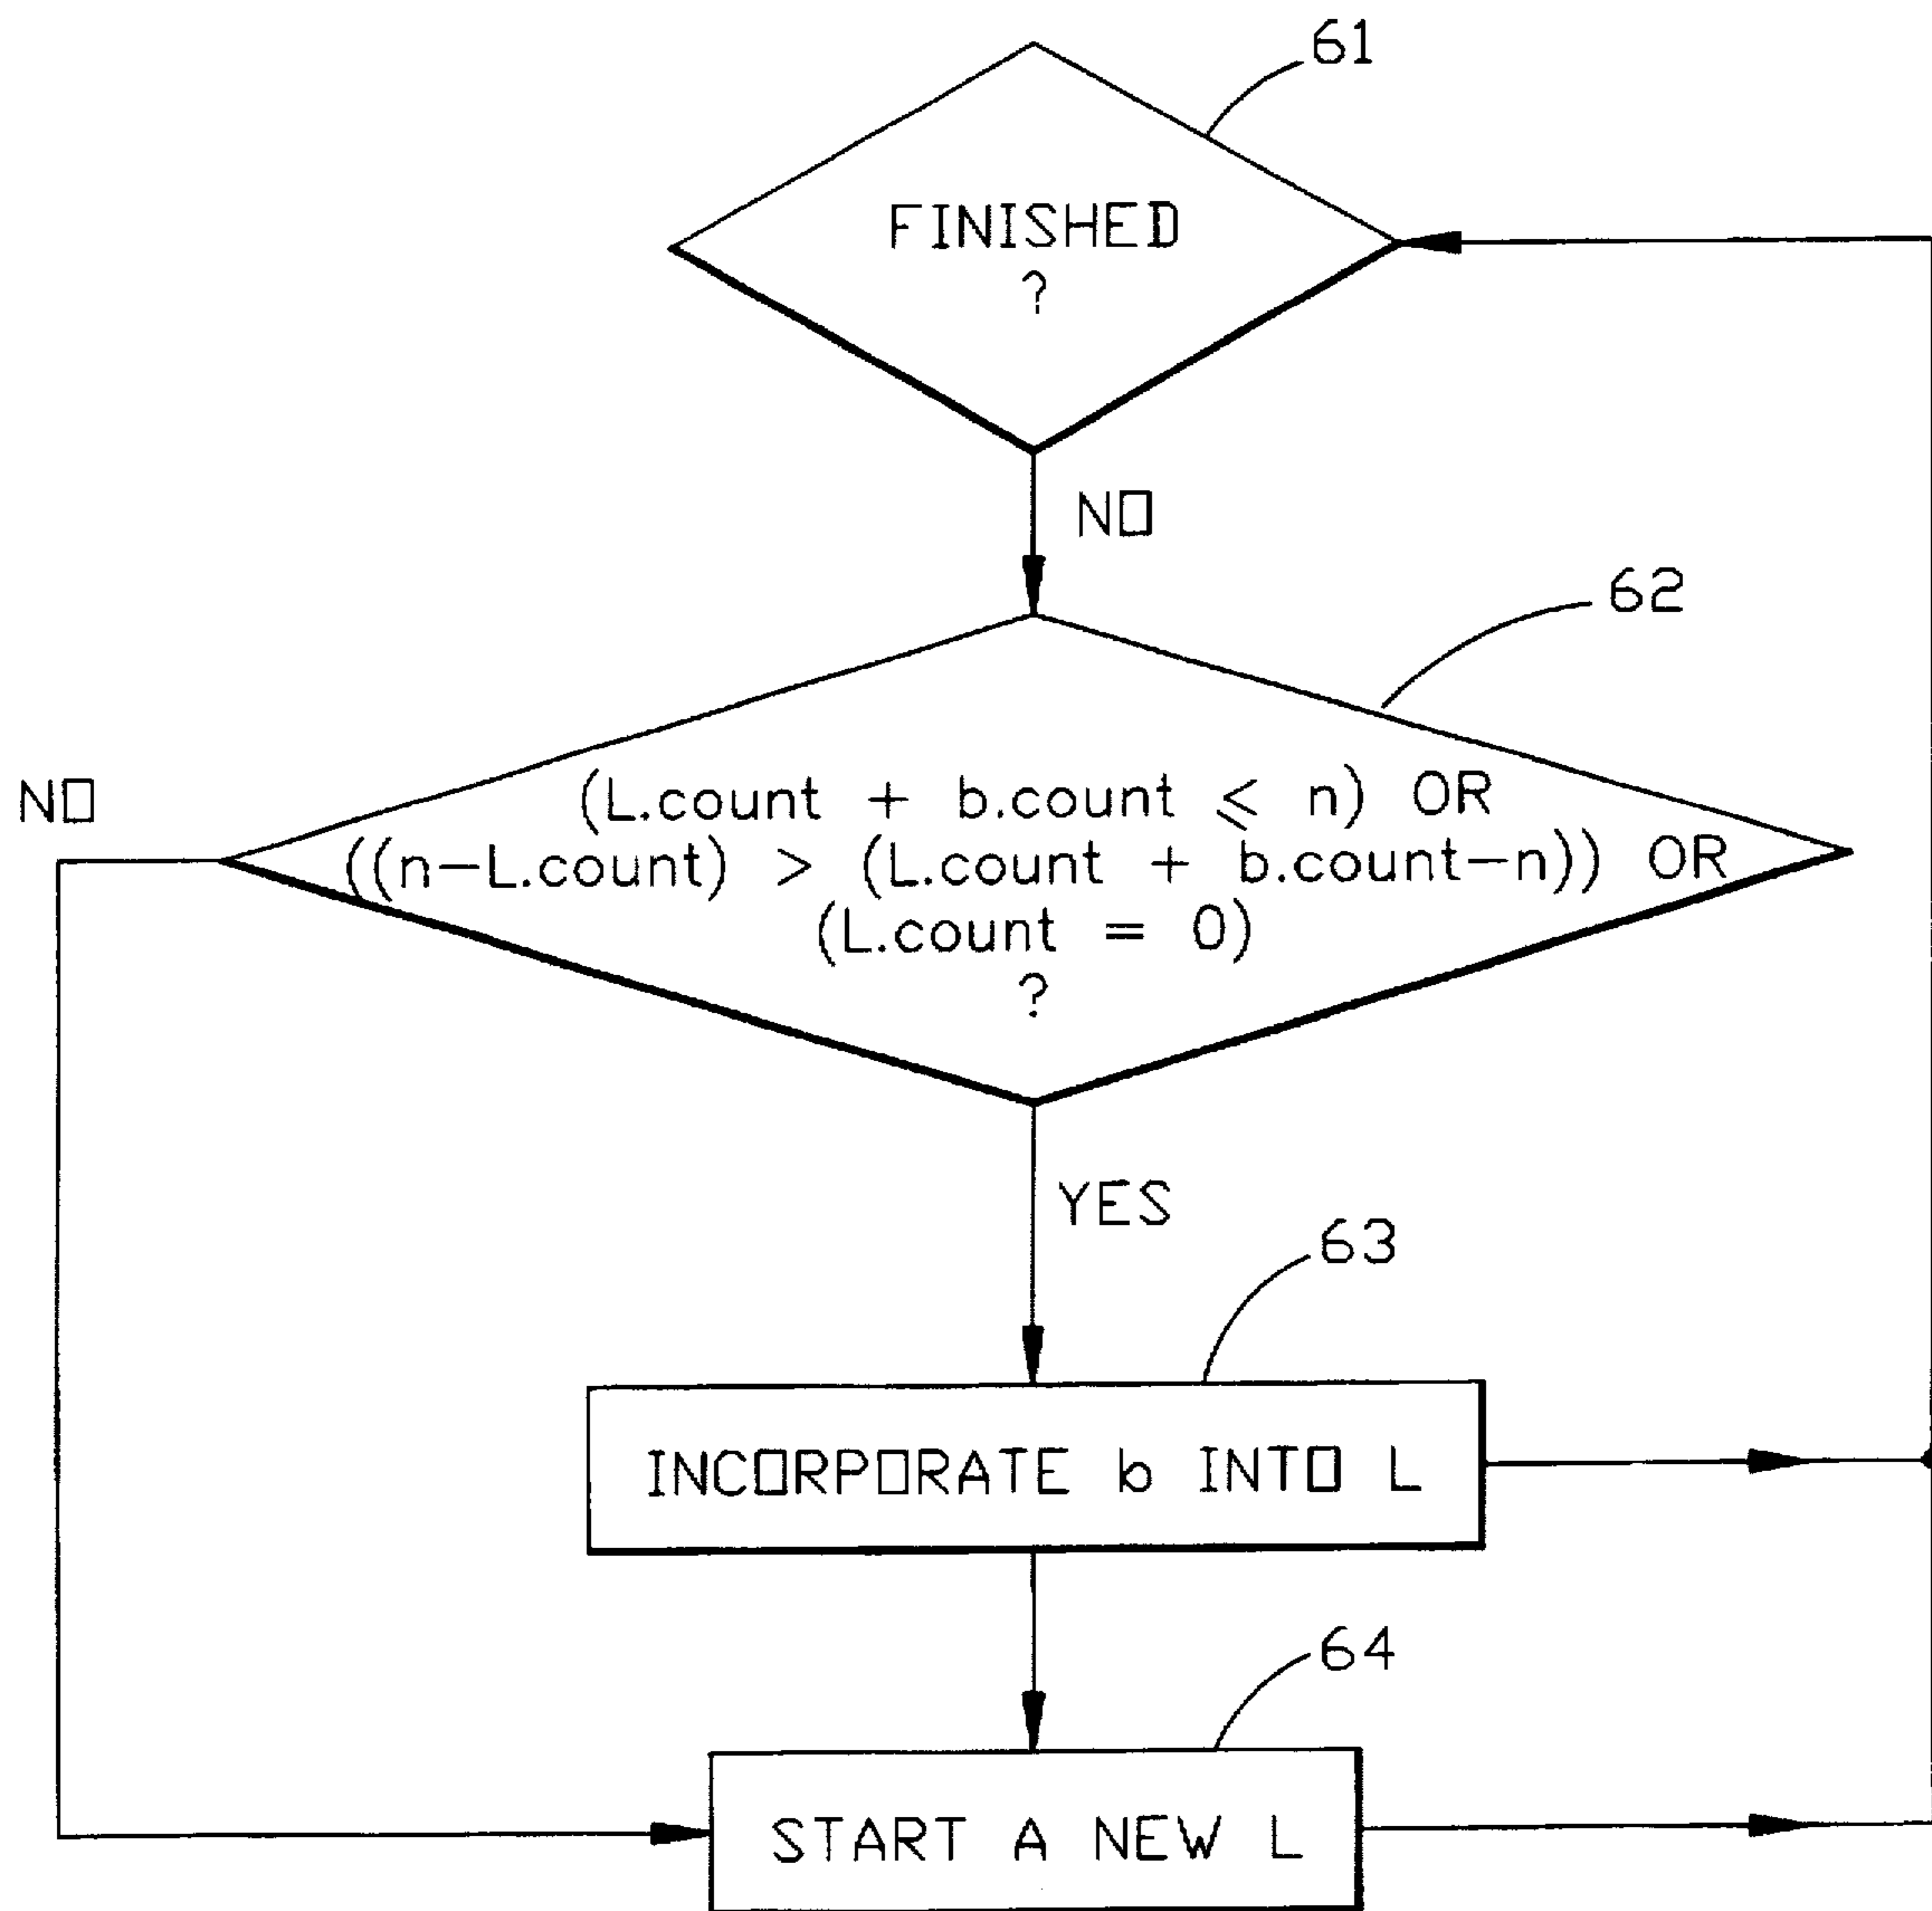 61
FINISHED
?
NO
62
NO
(L.count + b.count ≤ n) OR
((n-L.count) > (L.count + b.count-n)) OR
(L.count = 0)
?
YES
63
INCORPORATE b INTO L
64
START A NEW L